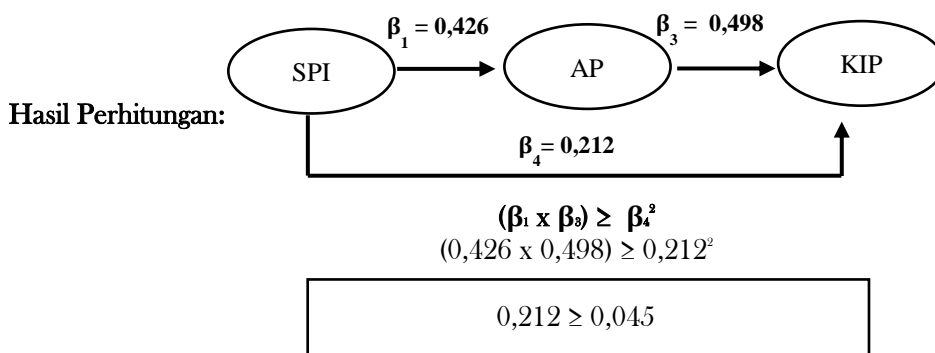 β₁ = 0,426
β₃ = 0,498
SPI
AP
KIP
Hasil Perhitungan:
β₄= 0,212
(β₁ x β₃) ≥ β₄²
(0,426 x 0,498) ≥ 0,212²
0,212 ≥ 0,045